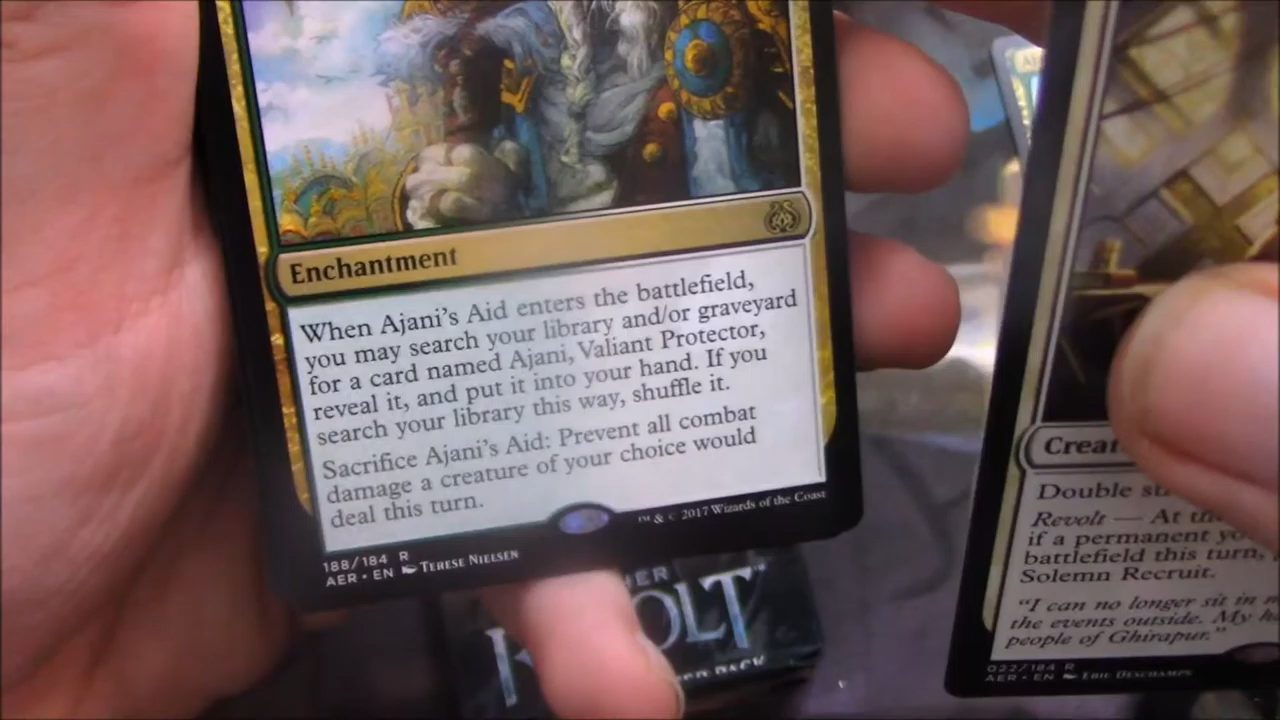 Enchantment
When Ajani's Aid enters the battlefield,
you may search your library and/or graveyard
for a card named Ajani, Valiant Protector,
reveal it, and put it into your hand. If you
search your library this way, shuffle it.
Sacrifice Ajani's Aid: Prevent all combat
damage a creature of your choice would
deal this turn.
188/184 R
AER • EN TERESE NIELSEN
™ & © 2017 Wizards of the Coast
Double
Revolt — At
if a permanent
battlefield this turn,
Solemn Recruit.
"I can no longer sit in
the events outside. My
people of Ghirapur."
022/184 R
AER • EN ERIC DESCHAMPS